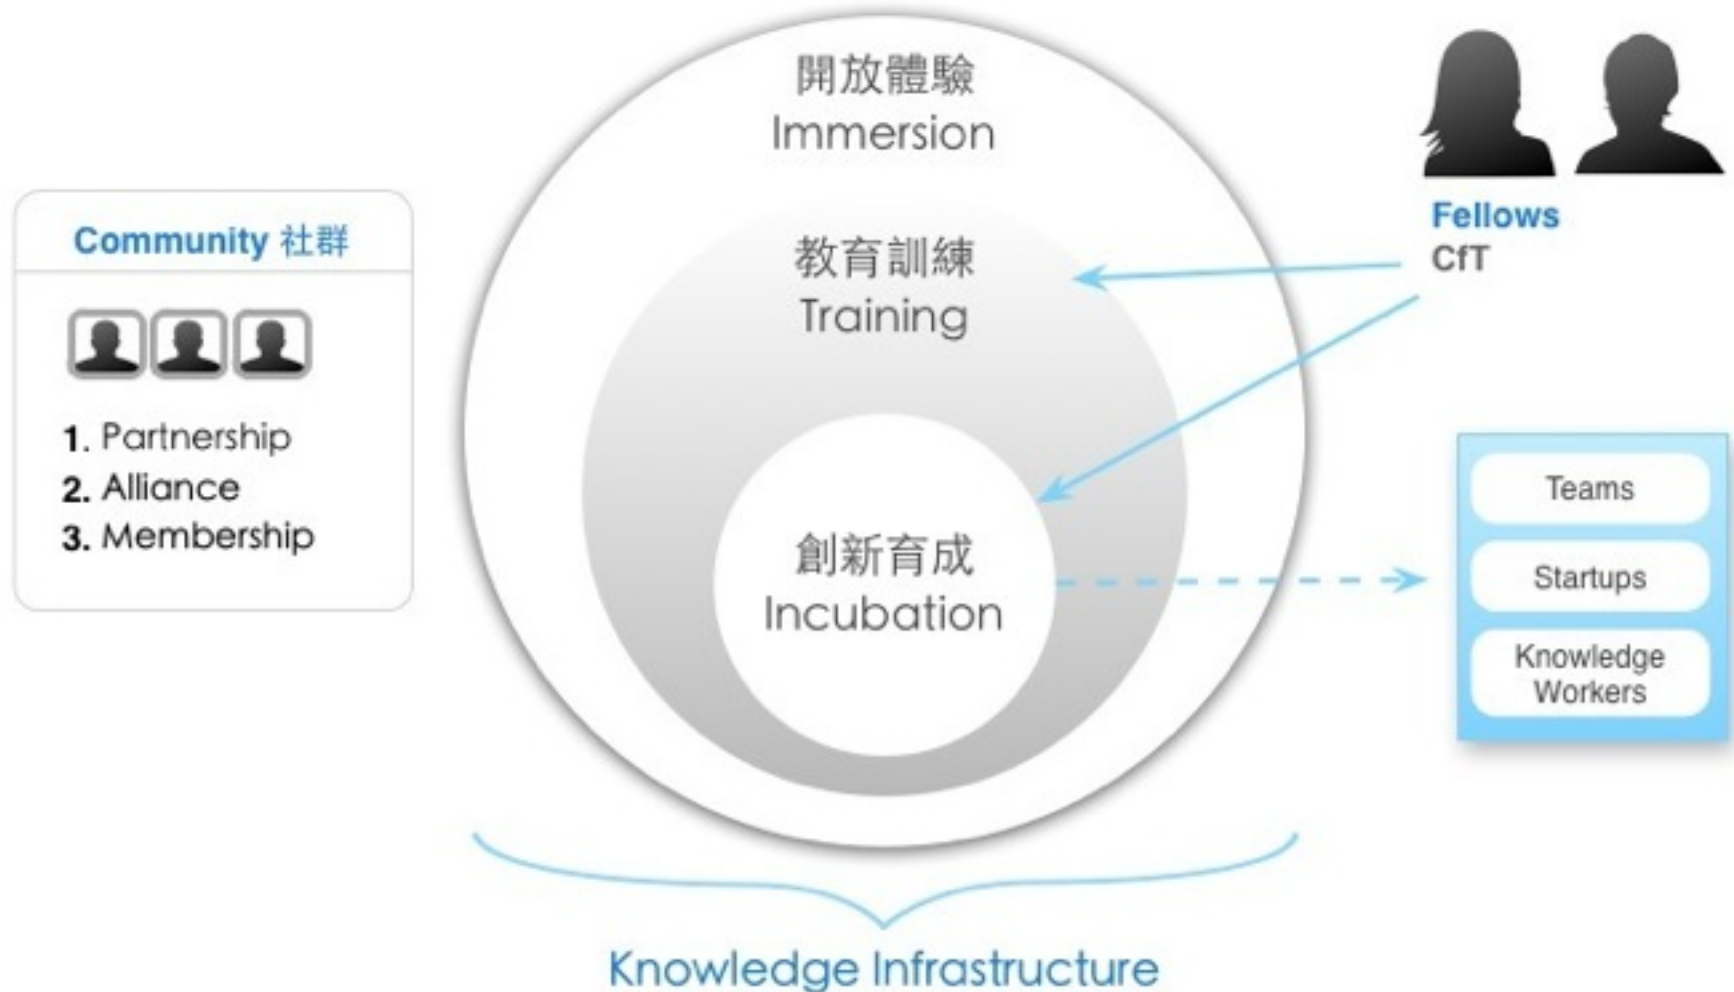 開放體驗
Immersion
教育訓練
Training
創新育成
Incubation
Community 社群
1. Partnership
2. Alliance
3. Membership
Fellows
CfT
Teams
Startups
Knowledge
Workers
Knowledge Infrastructure